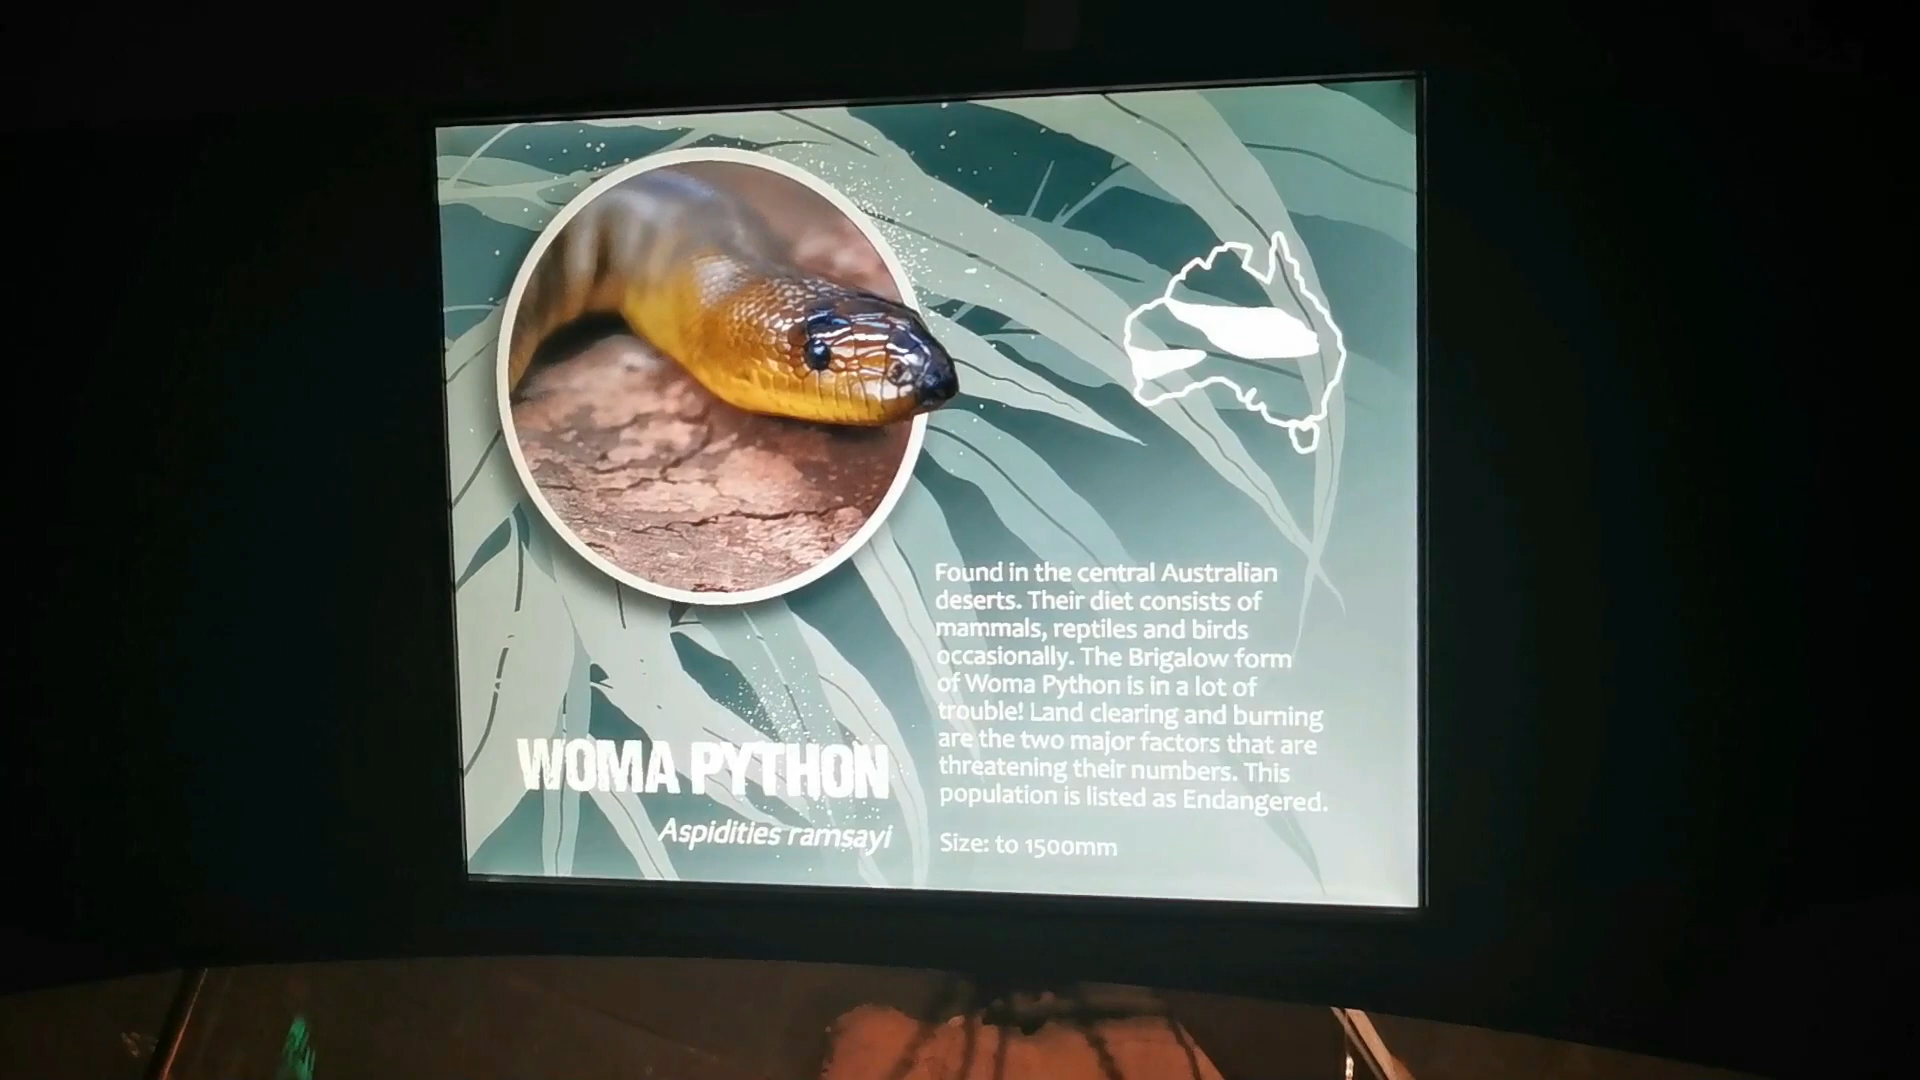 WOMA PYTHON
Aspidities ramsayi
Found in the central Australian
deserts. Their diet consists of
mammals, reptiles and birds
occasionally. The Brigalow form
of Woma Python is in a lot of
trouble! Land clearing and burning
are the two major factors that are
threatening their numbers. This
population is listed as Endangered.
Size: to 1500mm